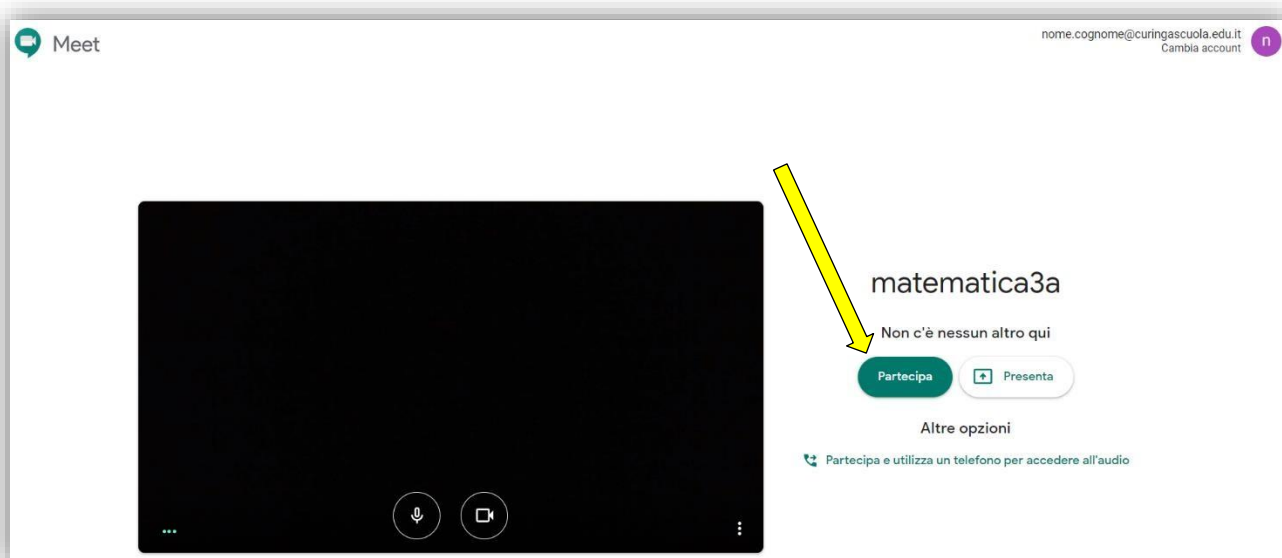 Meet
nome.cognome@curingascuola.edu.it
Cambia account
n
matematica3a
Non c'è nessun altro qui
Partecipa
Presenta
Altre opzioni
Partecipa e utilizza un telefono per accedere all'audio